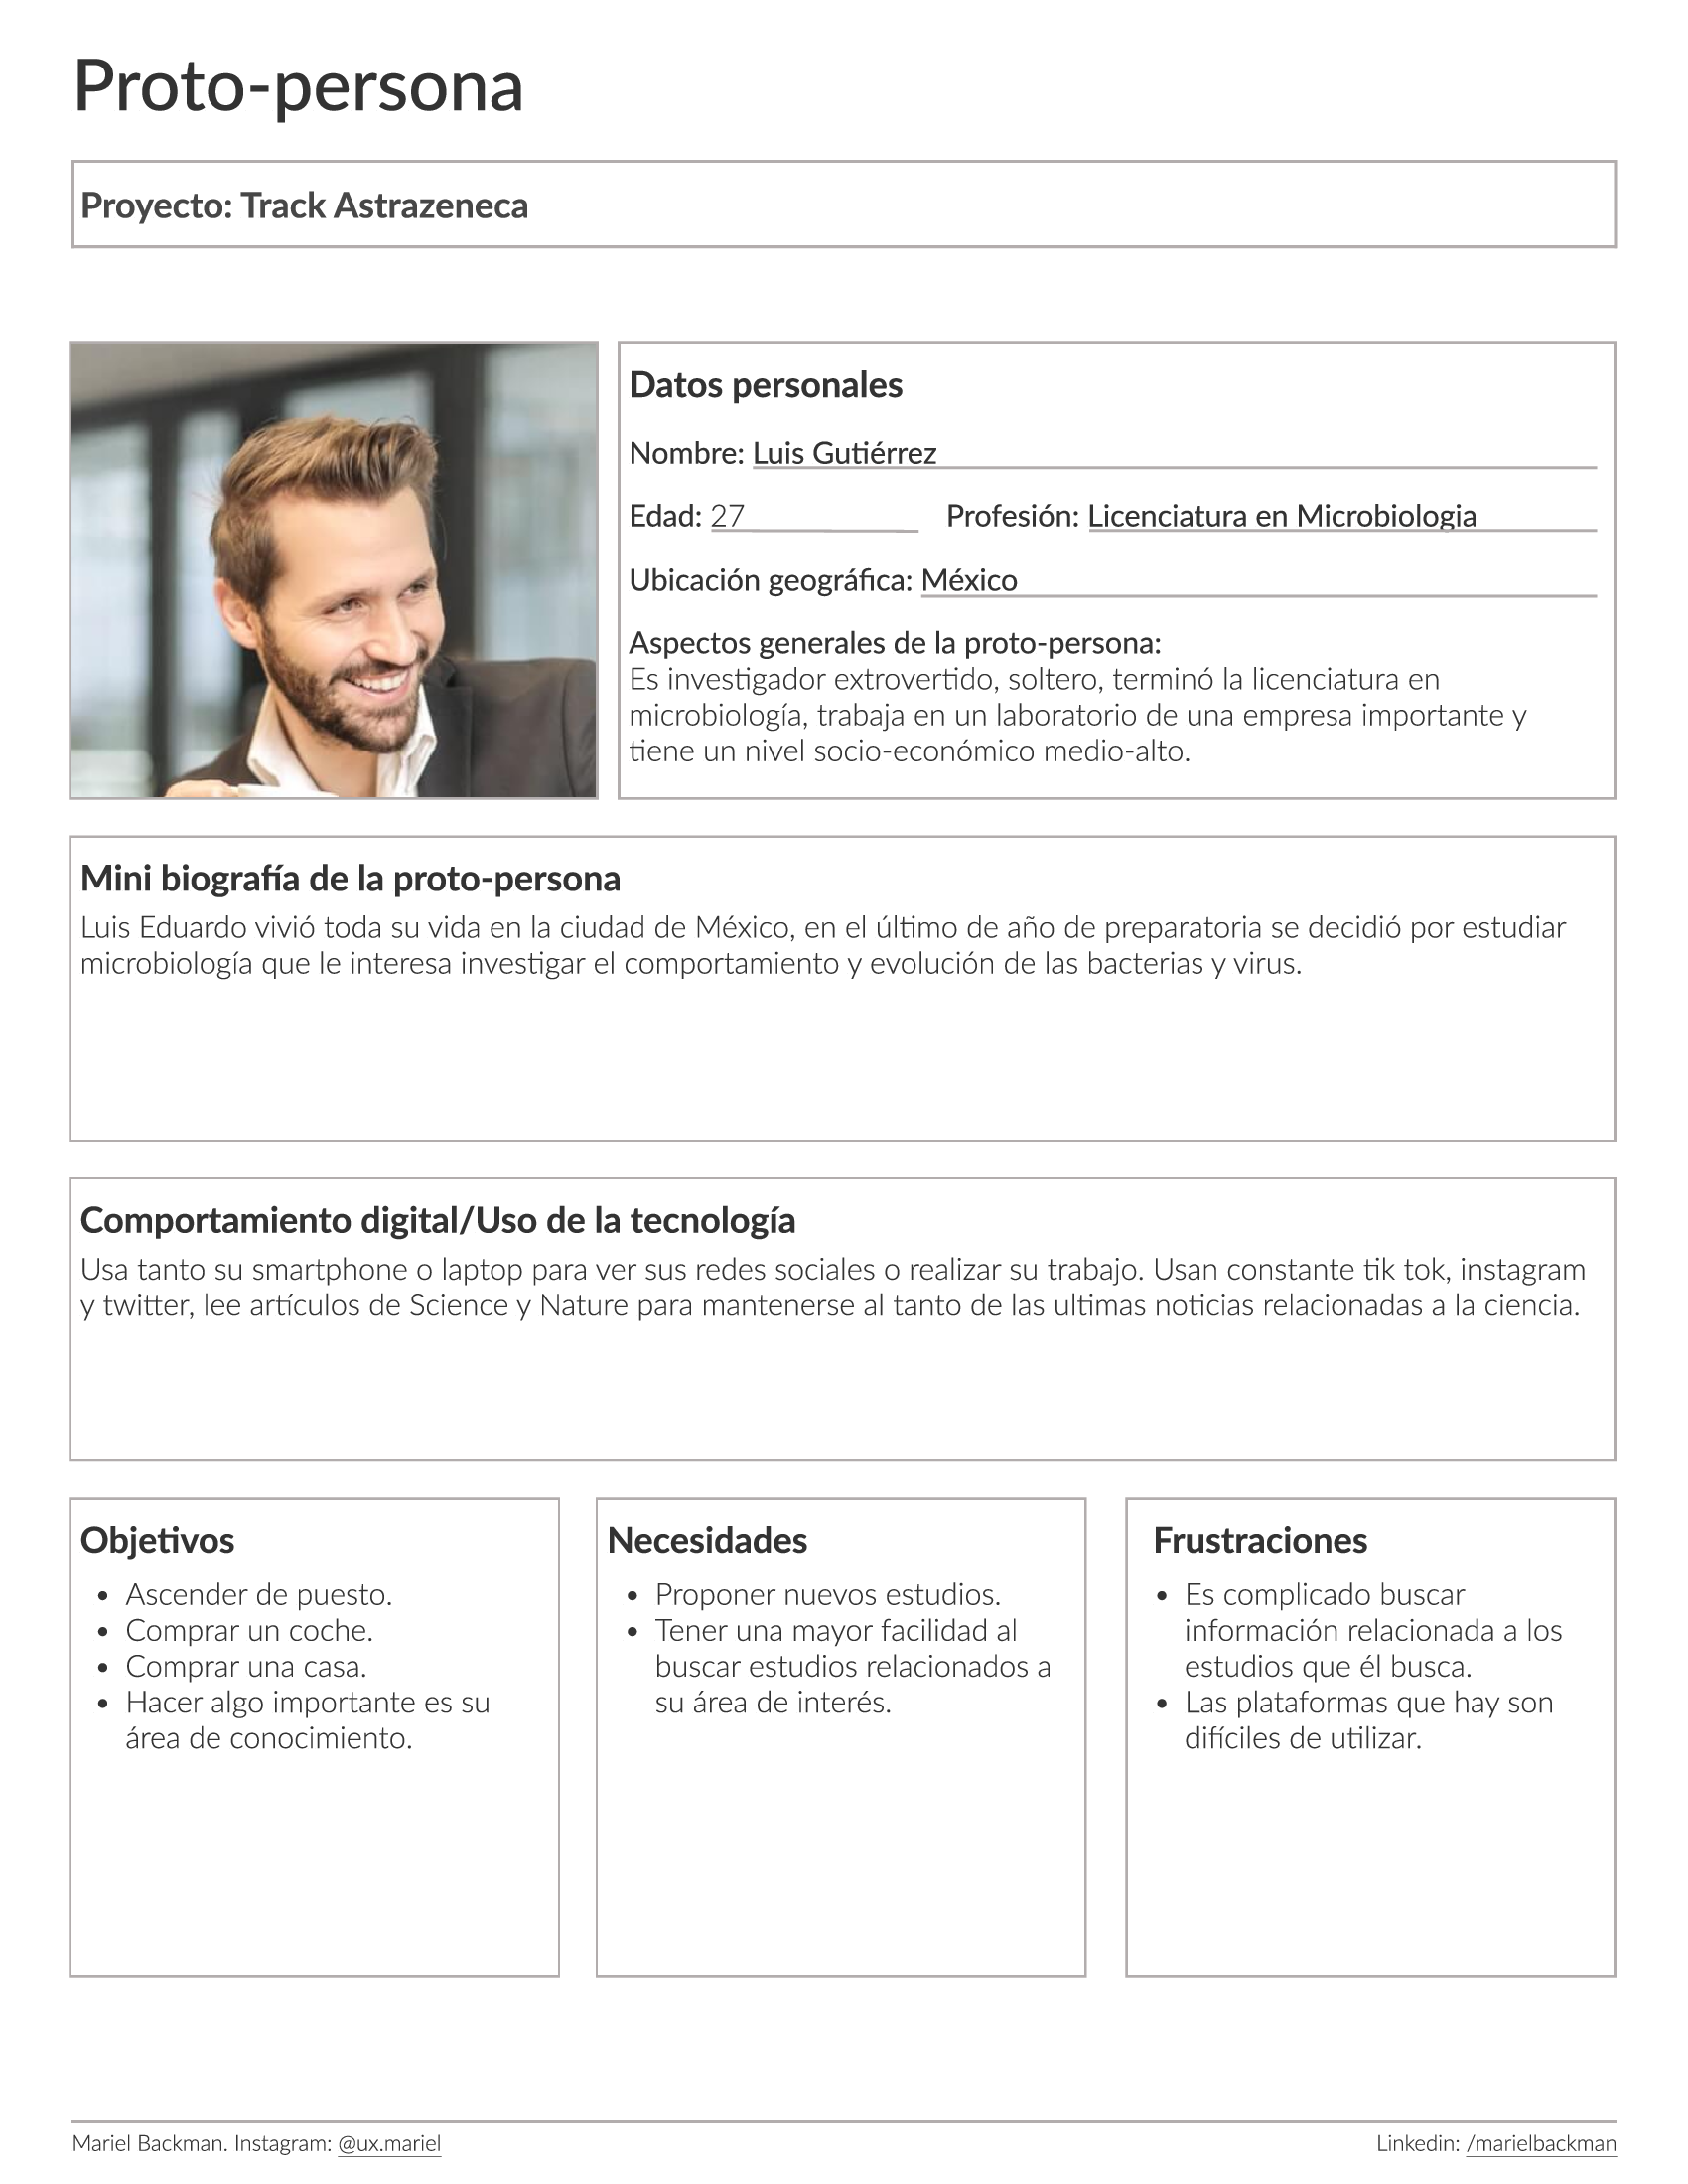 Proto-persona
Proyecto: Track Astrazeneca
Datos personales
Nombre: Luis Gutiérrez
Edad: 27 Profesión: Licenciatura en Microbiologia
Ubicación geográfica: México
Aspectos generales de la proto-persona:
Es investigador extrovertido, soltero, terminó la licenciatura en
microbiología, trabaja en un laboratorio de una empresa importante y
tiene un nivel socio-económico medio-alto.
Mini biografía de la proto-persona
Luis Eduardo vivió toda su vida en la ciudad de México, en el último de año de preparatoria se decidió por estudiar
microbiología que le interesa investigar el comportamiento y evolución de las bacterias y virus.
Comportamiento digital/Uso de la tecnología
Usa tanto su smartphone o laptop para ver sus redes sociales o realizar su trabajo. Usan constante tik tok, instagram
y twitter, lee artículos de Science y Nature para mantenerse al tanto de las ultimas noticias relacionadas a la ciencia.
Objetivos
• Ascender de puesto.
• Comprar un coche.
• Comprar una casa.
• Hacer algo importante es su
área de conocimiento.
Necesidades
• Proponer nuevos estudios.
• Tener una mayor facilidad al
buscar estudios relacionados a
su área de interés.
Frustraciones
• Es complicado buscar
información relacionada a los
estudios que él busca.
• Las plataformas que hay son
difíciles de utilizar.
Mariel Backman. Instagram: @ux.mariel
Linkedin: /marielbackman